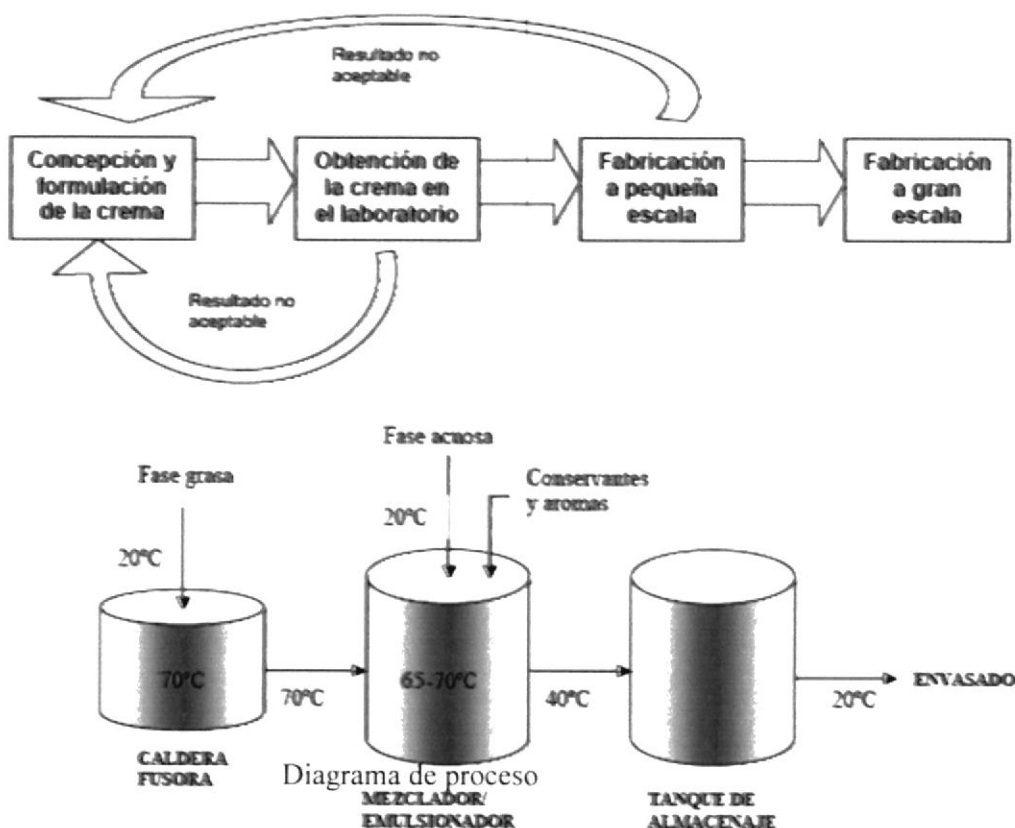 Resultado no
aceptable
Concepción y
formulación
de la crema
Obtención de
la crema en
el laboratorio
Fabricación
a pequeña
escala
Fabricación
a gran
escala
Resultado no
aceptable
Fase acuosa
Fase grasa
Conservantes
y aromas
20ºC
20ºC
70ºC
70ºC
65-70ºC
40ºC
20ºC
ENVASADO
CALDERA
FUSORA
Diagrama de proceso
MEZCLADOR/
EMULSIONADOR
TANQUE DE
ALMACENAJE